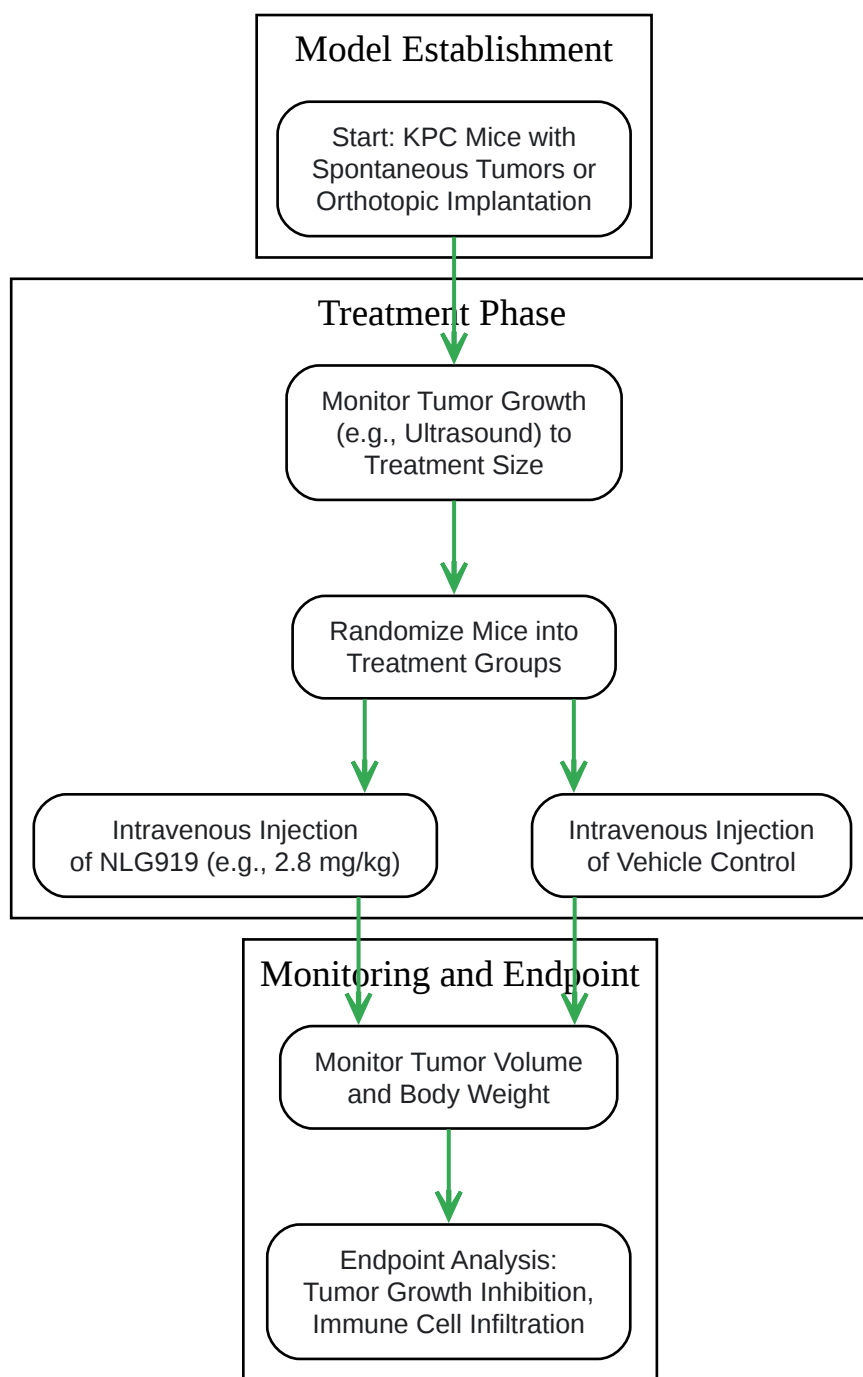 Model Establishment
Start: KPC Mice with
Spontaneous Tumors or
Orthotopic Implantation
Treatment Phase
Monitor Tumor Growth
(e.g., Ultrasound) to
Treatment Size
Randomize Mice into
Treatment Groups
Intravenous Injection
of NLG919 (e.g., 2.8 mg/kg)
Intravenous Injection
of Vehicle Control
Monitoring and Endpoint
Monitor Tumor Volume
and Body Weight
Endpoint Analysis:
Tumor Growth Inhibition,
Immune Cell Infiltration